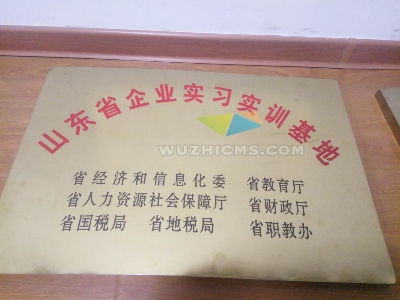 山东省企业实习实训基地
WUZHICMS.COM
省经济和信息化委 省教育厅
省人力资源社会保障厅 省财政厅
省国税局 省地税局 省职教办